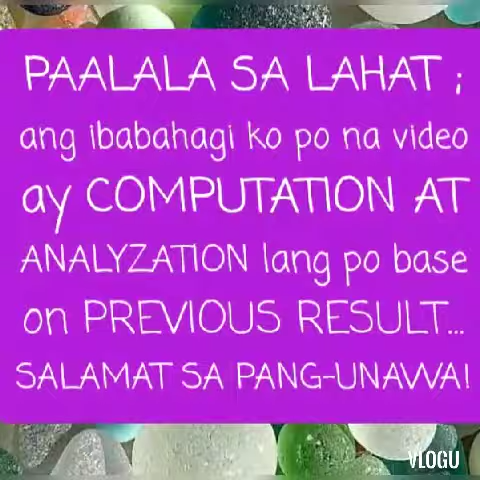 PAALALA SA LAHAT ;
ang ibabahagi ko po na video
ay COMPUTATION AT
ANALYZATION lang po base
on PREVIOUS RESULT...
SALAMAT SA PANG-UNAWA!
VLOGU